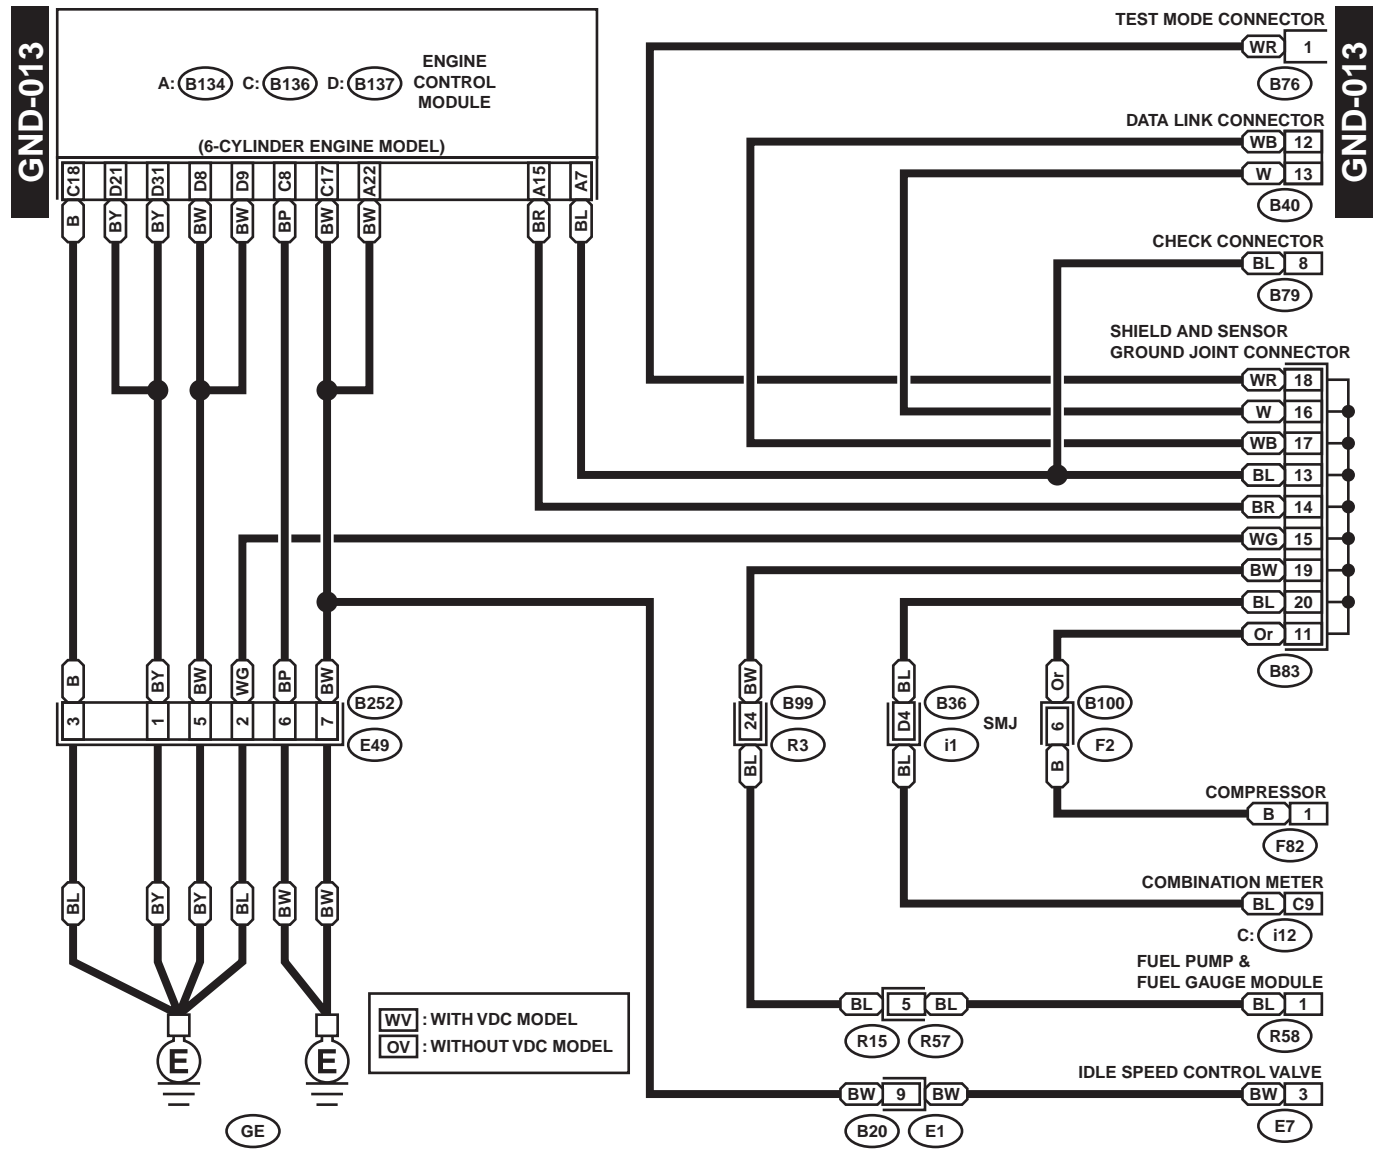 GND-013
GND-013
A: B134 C: B136 D: B137
ENGINE
CONTROL
MODULE
(6-CYLINDER ENGINE MODEL)
C18 D21 D31 D8 D9 C8 C17 A22 A15 A7
B BY BY BW BW BP BW BW BR BL
TEST MODE CONNECTOR
WR 1
B76
DATA LINK CONNECTOR
WB 12
W 13
B40
CHECK CONNECTOR
BL 8
B79
SHIELD AND SENSOR
GROUND JOINT CONNECTOR
WR 18
W 16
WB 17
BL 13
BR 14
WG 15
BW 19
BL 20
Or 11
B83
B BY BW WG BP BW
3 1 5 2 6 7
B252
E49
BW
24
BL
B99
R3
BL
D4
BL
B36
i1
SMJ
Or
6
B
B100
F2
COMPRESSOR
B 1
F82
COMBINATION METER
BL C9
C: i12
BL BY BY BL BW BW
FUEL PUMP &
FUEL GAUGE MODULE
BL 5 BL
BL 1
R15 R57
R58
WV : WITH VDC MODEL
OV : WITHOUT VDC MODEL
E E
GE
IDLE SPEED CONTROL VALVE
BW 9 BW
BW 3
B20 E1
E7